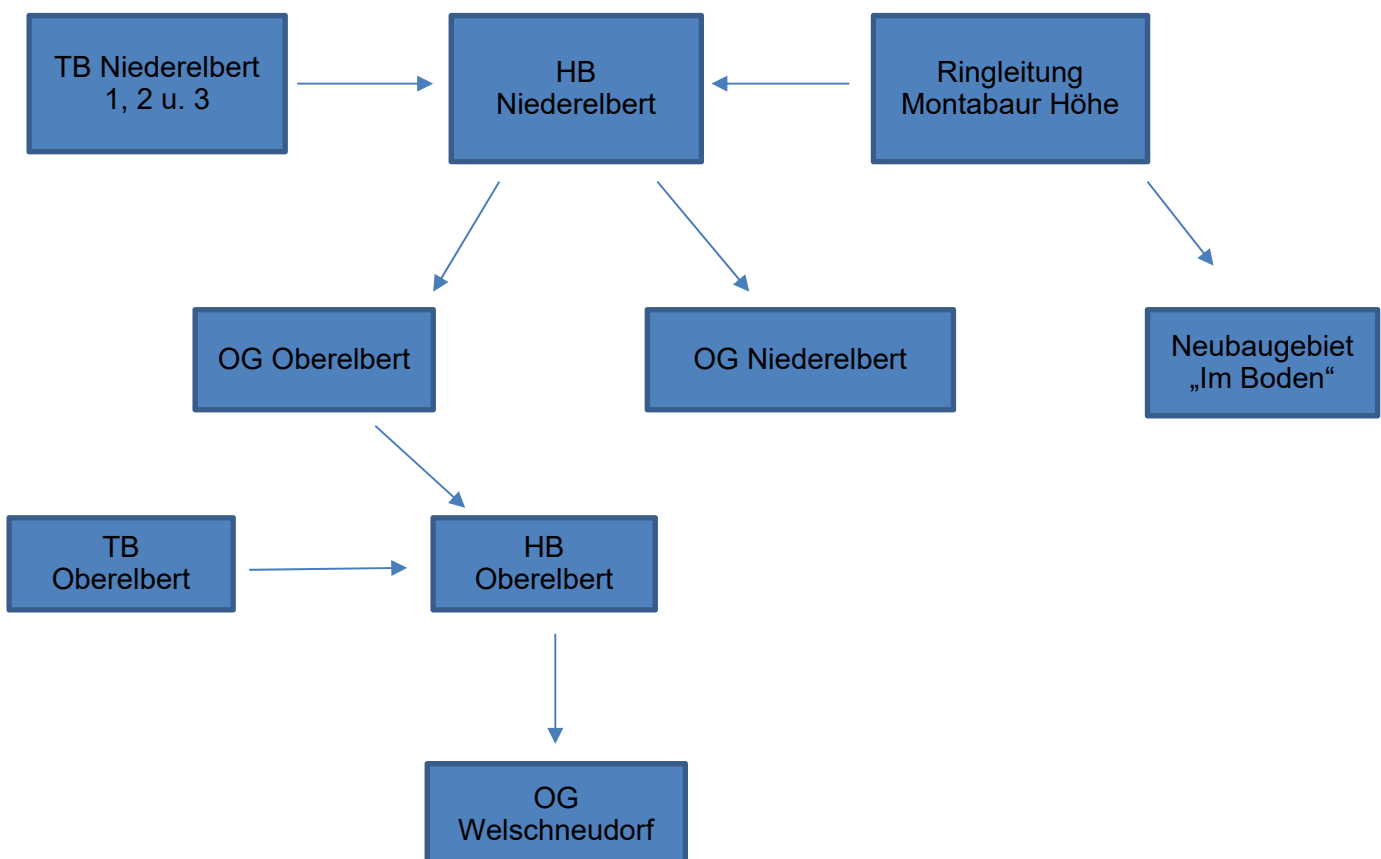 TB Niederelbert
1, 2 u. 3
HB
Niederelbert
Ringleitung
Montabaur Höhe
OG Oberelbert
OG Niederelbert
Neubaugebiet
„Im Boden“
TB
Oberelbert
HB
Oberelbert
OG
Welschneudorf